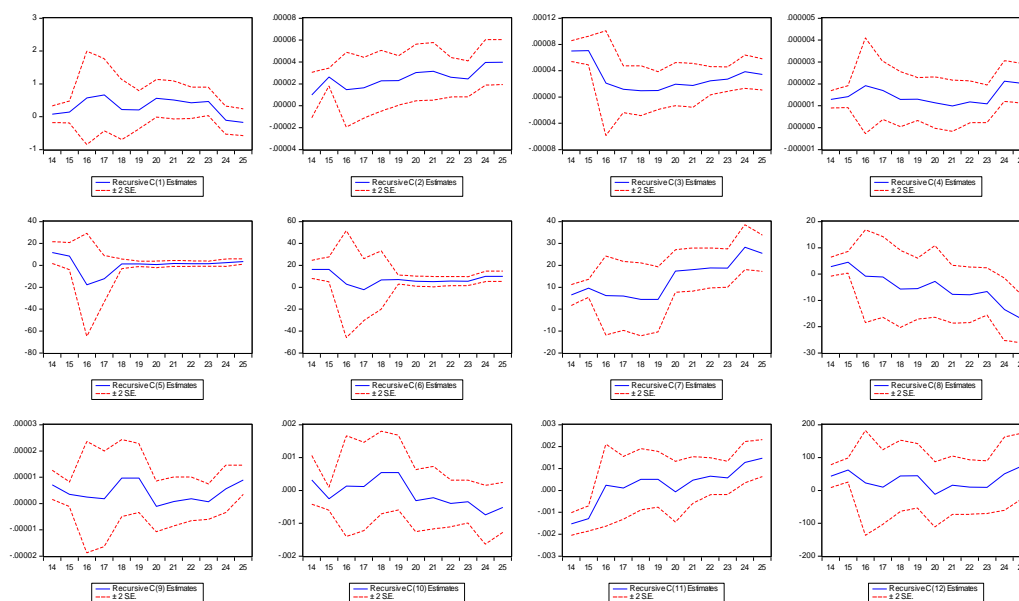 3
2
1
0
-1
14 15 16 17 18 19 20 21 22 23 24 25
Recursive C(1) Estimates
± 2 S.E.
.00008
.00006
.00004
.00002
.00000
-.00002
-.00004
14 15 16 17 18 19 20 21 22 23 24 25
Recursive C(2) Estimates
± 2 S.E.
.00012
.00008
.00004
.00000
-.00004
-.00008
14 15 16 17 18 19 20 21 22 23 24 25
Recursive C(3) Estimates
± 2 S.E.
.000005
.000004
.000003
.000002
.000001
.000000
-.000001
14 15 16 17 18 19 20 21 22 23 24 25
Recursive C(4) Estimates
± 2 S.E.
40
20
0
-20
-40
-60
-80
14 15 16 17 18 19 20 21 22 23 24 25
Recursive C(5) Estimates
± 2 S.E.
60
40
20
0
-20
-40
-60
14 15 16 17 18 19 20 21 22 23 24 25
Recursive C(6) Estimates
± 2 S.E.
40
30
20
10
0
-10
-20
14 15 16 17 18 19 20 21 22 23 24 25
Recursive C(7) Estimates
± 2 S.E.
20
10
0
-10
-20
-30
14 15 16 17 18 19 20 21 22 23 24 25
Recursive C(8) Estimates
± 2 S.E.
.00003
.00002
.00001
.00000
-.00001
-.00002
14 15 16 17 18 19 20 21 22 23 24 25
Recursive C(9) Estimates
± 2 S.E.
.002
.001
.000
-.001
-.002
14 15 16 17 18 19 20 21 22 23 24 25
Recursive C(10) Estimates
± 2 S.E.
.003
.002
.001
.000
-.001
-.002
-.003
14 15 16 17 18 19 20 21 22 23 24 25
Recursive C(11) Estimates
± 2 S.E.
200
100
0
-100
-200
14 15 16 17 18 19 20 21 22 23 24 25
Recursive C(12) Estimates
± 2 S.E.